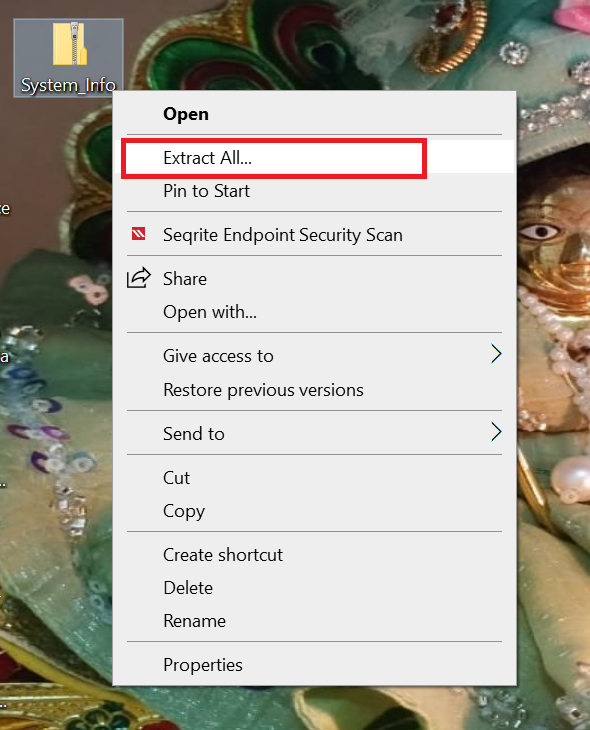 System_Info
Open
Extract All...
Pin to Start
ce
Seqrite Endpoint Security Scan
Share
Open with...
a
Give access to
Restore previous versions
Send to
Cut
...
Copy
Create shortcut
Delete
Rename
Properties
...